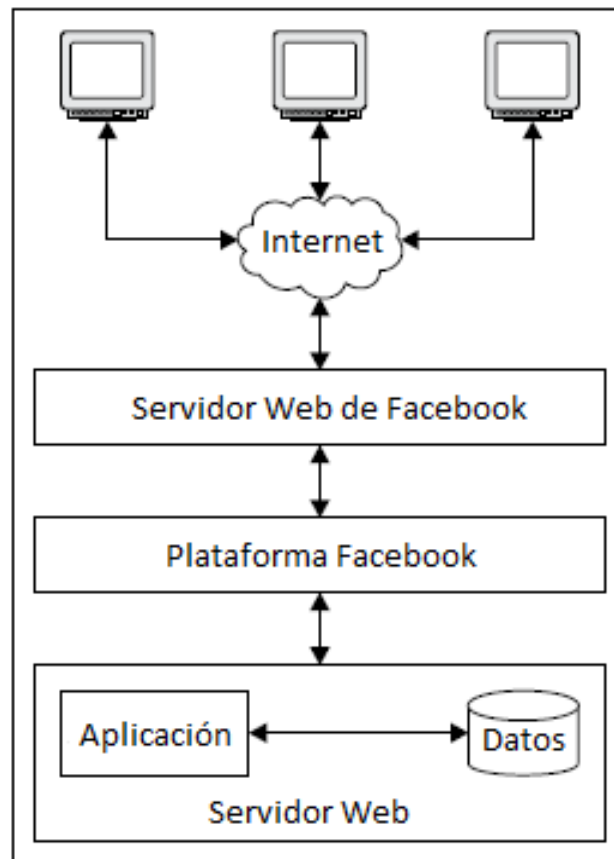 Internet
Servidor Web de Facebook
Plataforma Facebook
Aplicación
Datos
Servidor Web